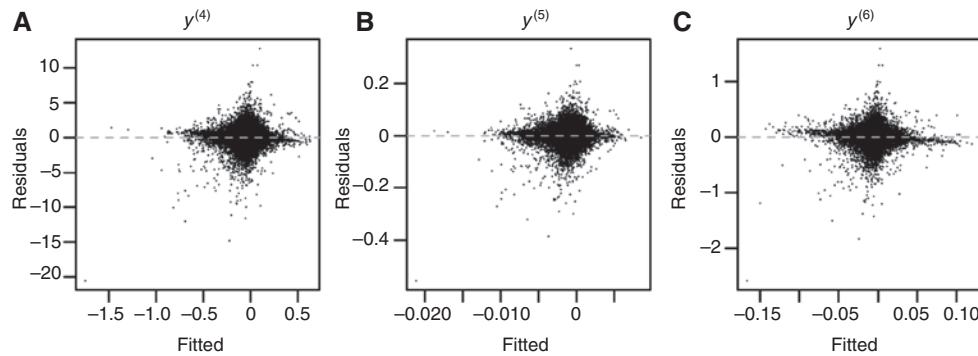 A y(4)
Residuals
10
5
0
−5
−10
−15
−20
−1.5 −1.0 −0.5 0 0.5
Fitted
B y(5)
Residuals
0.2
0
−0.2
−0.4
−0.020 −0.010 0
Fitted
C y(6)
Residuals
1
0
−1
−2
−0.15 −0.05 0.05 0.10
Fitted